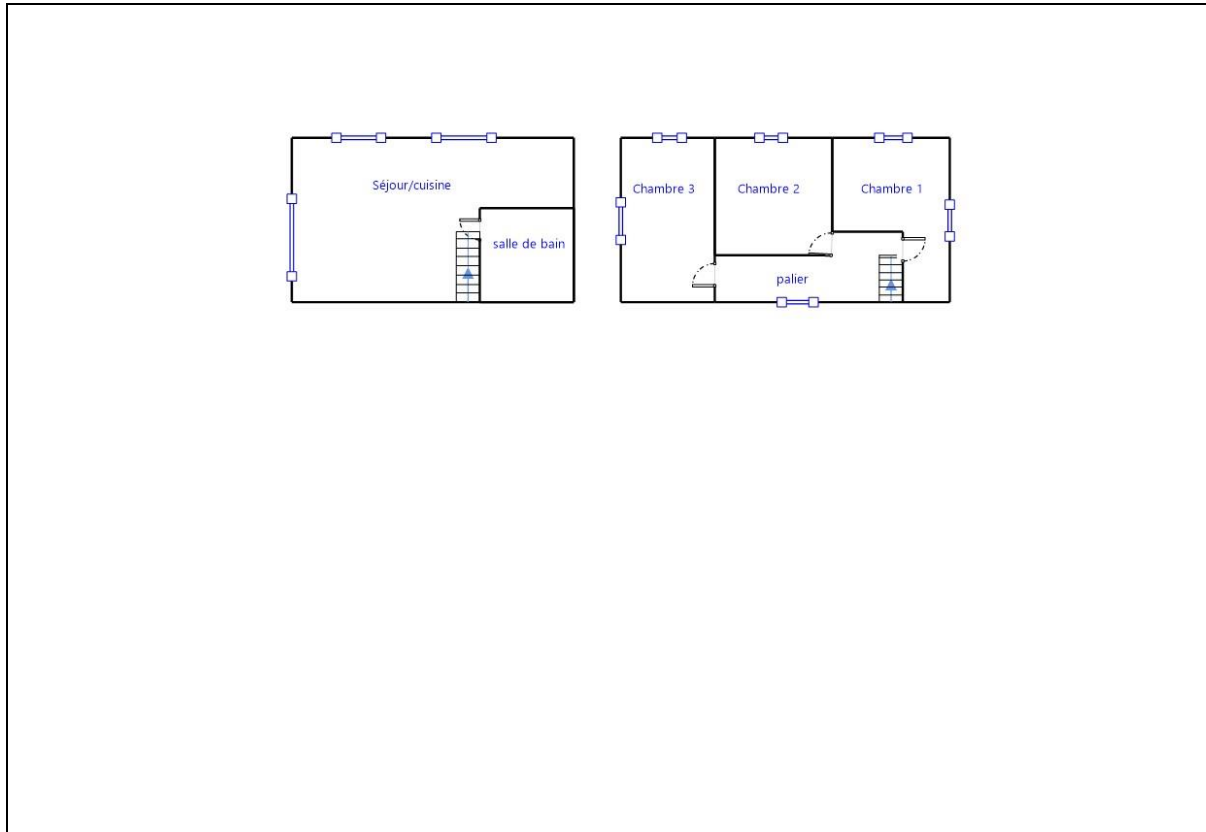 Séjour/cuisine
salle de bain
Chambre 3
Chambre 2
Chambre 1
palier